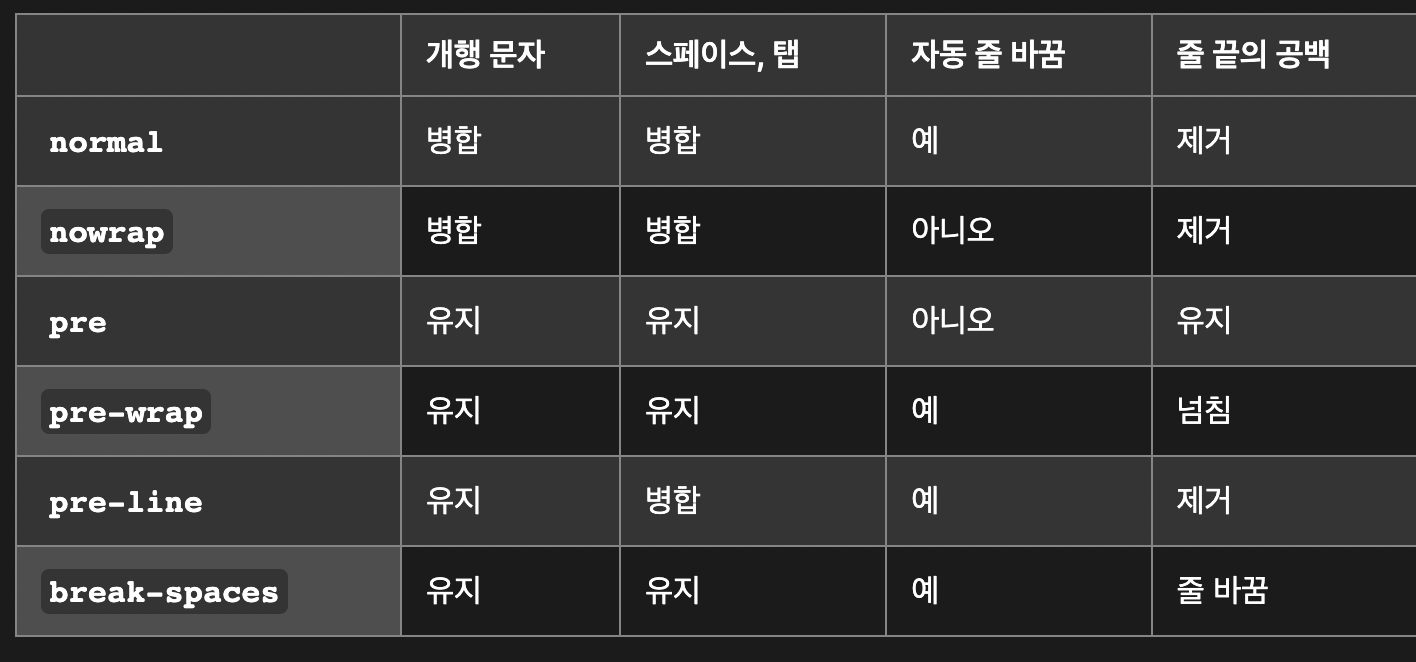 개행 문자 스페이스, 탭 자동 줄 바꿈 줄 끝의 공백
normal 병합 병합 예 제거
nowrap 병합 병합 아니오 제거
pre 유지 유지 아니오 유지
pre-wrap 유지 유지 예 넘침
pre-line 유지 병합 예 제거
break-spaces 유지 유지 예 줄 바꿈